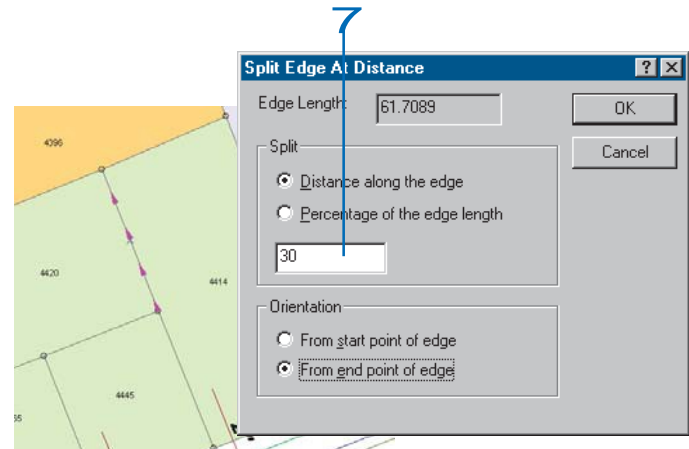 7
Split Edge At Distance
Edge Length: 61.7089
OK
Cancel
Split
Distance along the edge
Percentage of the edge length
30
Orientation
From start point of edge
From end point of edge
4396
4420
4414
4445